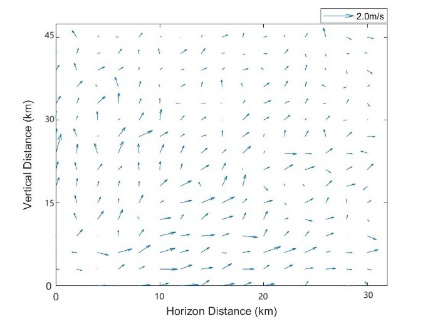 2.0m/s
45
30
15
0
0 10 20 30
Vertical Distance (km)
Horizon Distance (km)